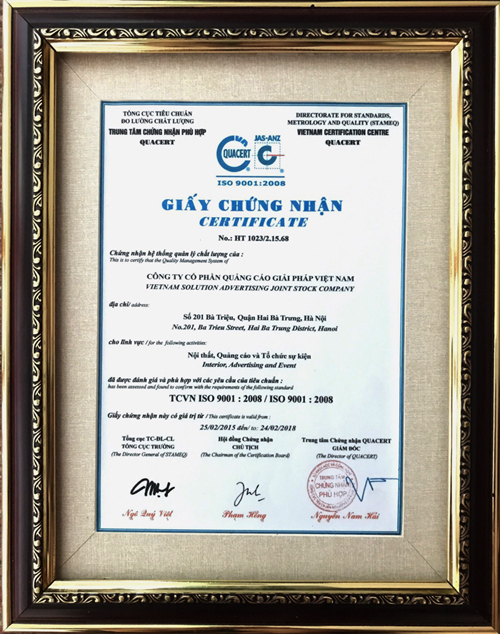 TỔNG CỤC TIÊU CHUẨN
ĐO LƯỜNG CHẤT LƯỢNG
TRUNG TÂM CHỨNG NHẬN PHÙ HỢP
QUACERT
DIRECTORATE FOR STANDARDS,
METROLOGY AND QUALITY (STAMEQ)
VIETNAM CERTIFICATION CENTRE
QUACERT
QUACERT
JAS-ANZ
ISO 9001:2008
GIẤY CHỨNG NHẬN
CERTIFICATE
No.: HT 1023/2.15.68
Chứng nhận hệ thống quản lý chất lượng của :
This is to certify that the Quality Management System of
CÔNG TY CỔ PHẦN QUẢNG CÁO GIẢI PHÁP VIỆT NAM
VIETNAM SOLUTION ADVERTISING JOINT STOCK COMPANY
địa chỉ/ address:
Số 201 Bà Triệu, Quận Hai Bà Trưng, Hà Nội
No.201, Ba Trieu Street, Hai Ba Trung District, Hanoi
cho lĩnh vực / for the following activities:
Nội thất, Quảng cáo và Tổ chức sự kiện
Interior, Advertising and Event
đã được đánh giá và phù hợp với các yêu cầu của tiêu chuẩn :
has been assessed and found to conform with the requirements of the following standard
TCVN ISO 9001 : 2008 / ISO 9001 : 2008
Giấy chứng nhận này có giá trị từ / This certificate is valid from :
25/02/2015 đến/ to: 24/02/2018
Tổng cục TC-ĐL-CL
TỔNG CỤC TRƯỞNG
(The Director General of STAMEQ)
Hội đồng Chứng nhận
CHỦ TỊCH
(The Chairman of the Certification Board)
Trung tâm Chứng nhận QUACERT
GIÁM ĐỐC
(The Director of QUACERT)
TRUNG TÂM
CHỨNG NHẬN
PHÙ HỢP
Ngô Quý Việt
Phạm Hồng
Nguyễn Nam Hải